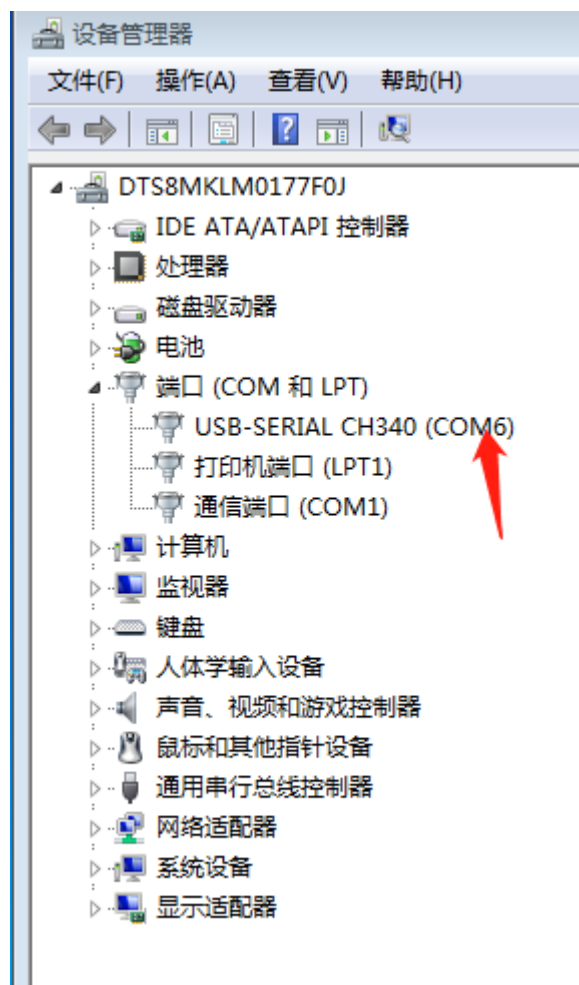 设备管理器
文件(F) 操作(A) 查看(V) 帮助(H)
DTS8MKLM0177F0J
IDE ATA/ATAPI 控制器
处理器
磁盘驱动器
电池
端口 (COM 和 LPT)
USB-SERIAL CH340 (COM6)
打印机端口 (LPT1)
通信端口 (COM1)
计算机
监视器
键盘
人体学输入设备
声音、视频和游戏控制器
鼠标和其他指针设备
通用串行总线控制器
网络适配器
系统设备
显示适配器